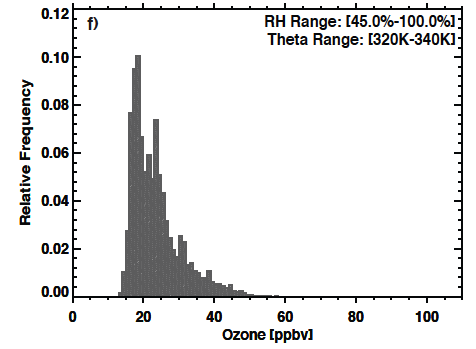 f)
RH Range: [45.0%-100.0%]
Theta Range: [320K-340K]
Relative Frequency
0.12
0.10
0.08
0.06
0.04
0.02
0.00
0 20 40 60 80 100
Ozone [ppbv]